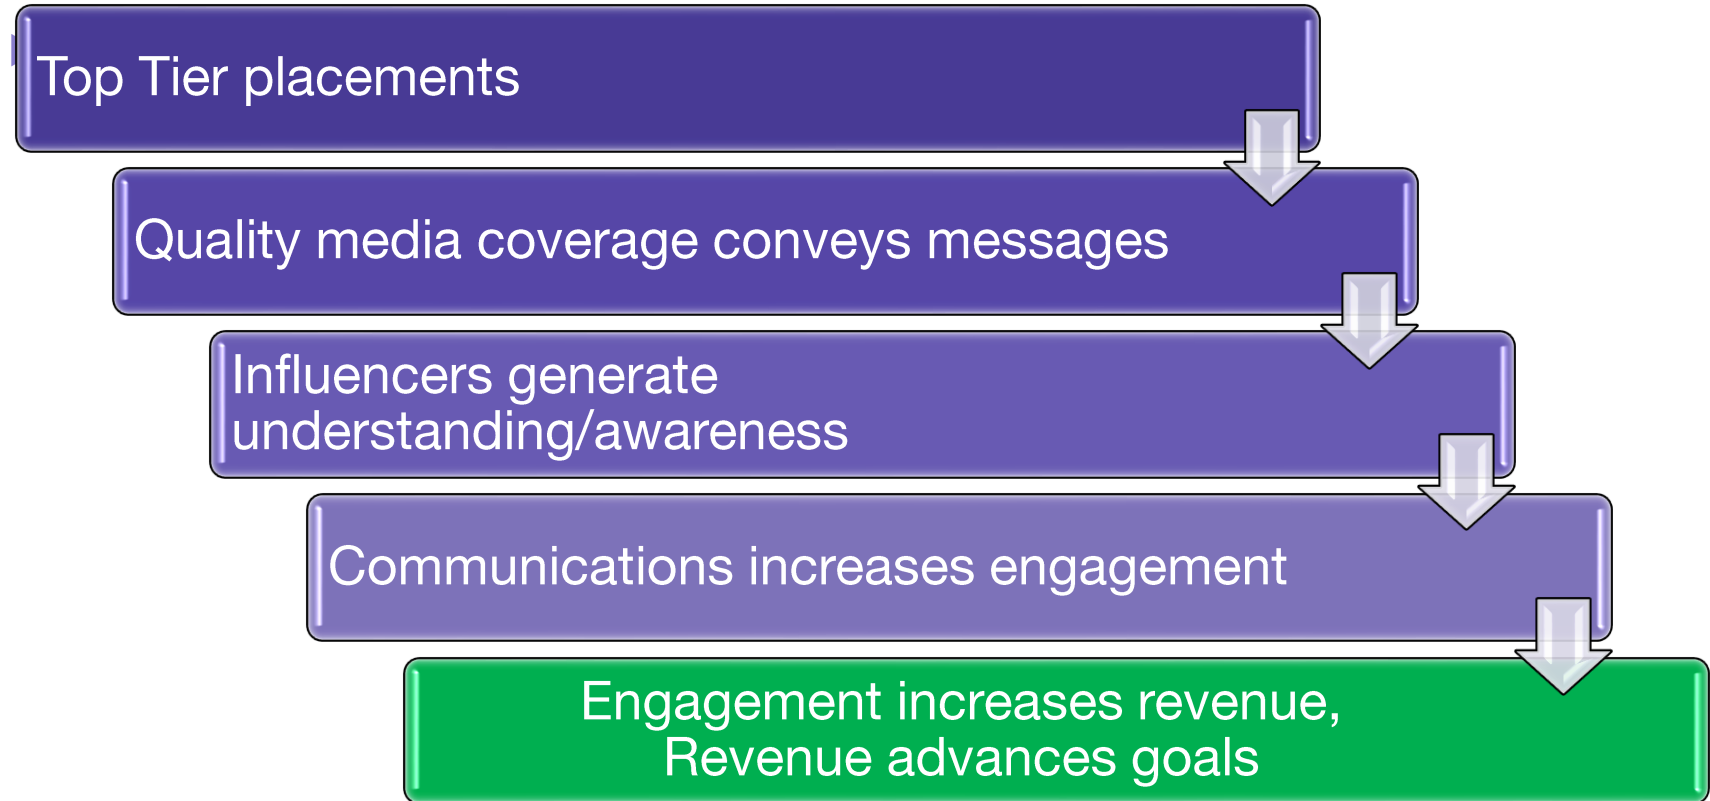 Top Tier placements
Quality media coverage conveys messages
Influencers generate
understanding/awareness
Communications increases engagement
Engagement increases revenue,
Revenue advances goals